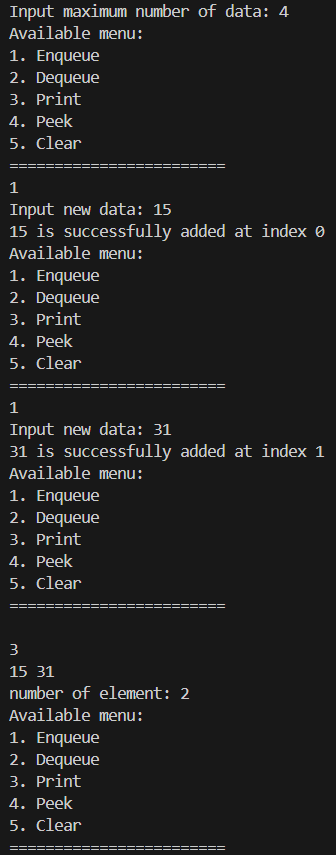 Input maximum number of data: 4
Available menu:
1. Enqueue
2. Dequeue
3. Print
4. Peek
5. Clear
========================
1
Input new data: 15
15 is successfully added at index 0
Available menu:
1. Enqueue
2. Dequeue
3. Print
4. Peek
5. Clear
========================
1
Input new data: 31
31 is successfully added at index 1
Available menu:
1. Enqueue
2. Dequeue
3. Print
4. Peek
5. Clear
========================
3
15 31
number of element: 2
Available menu:
1. Enqueue
2. Dequeue
3. Print
4. Peek
5. Clear
========================